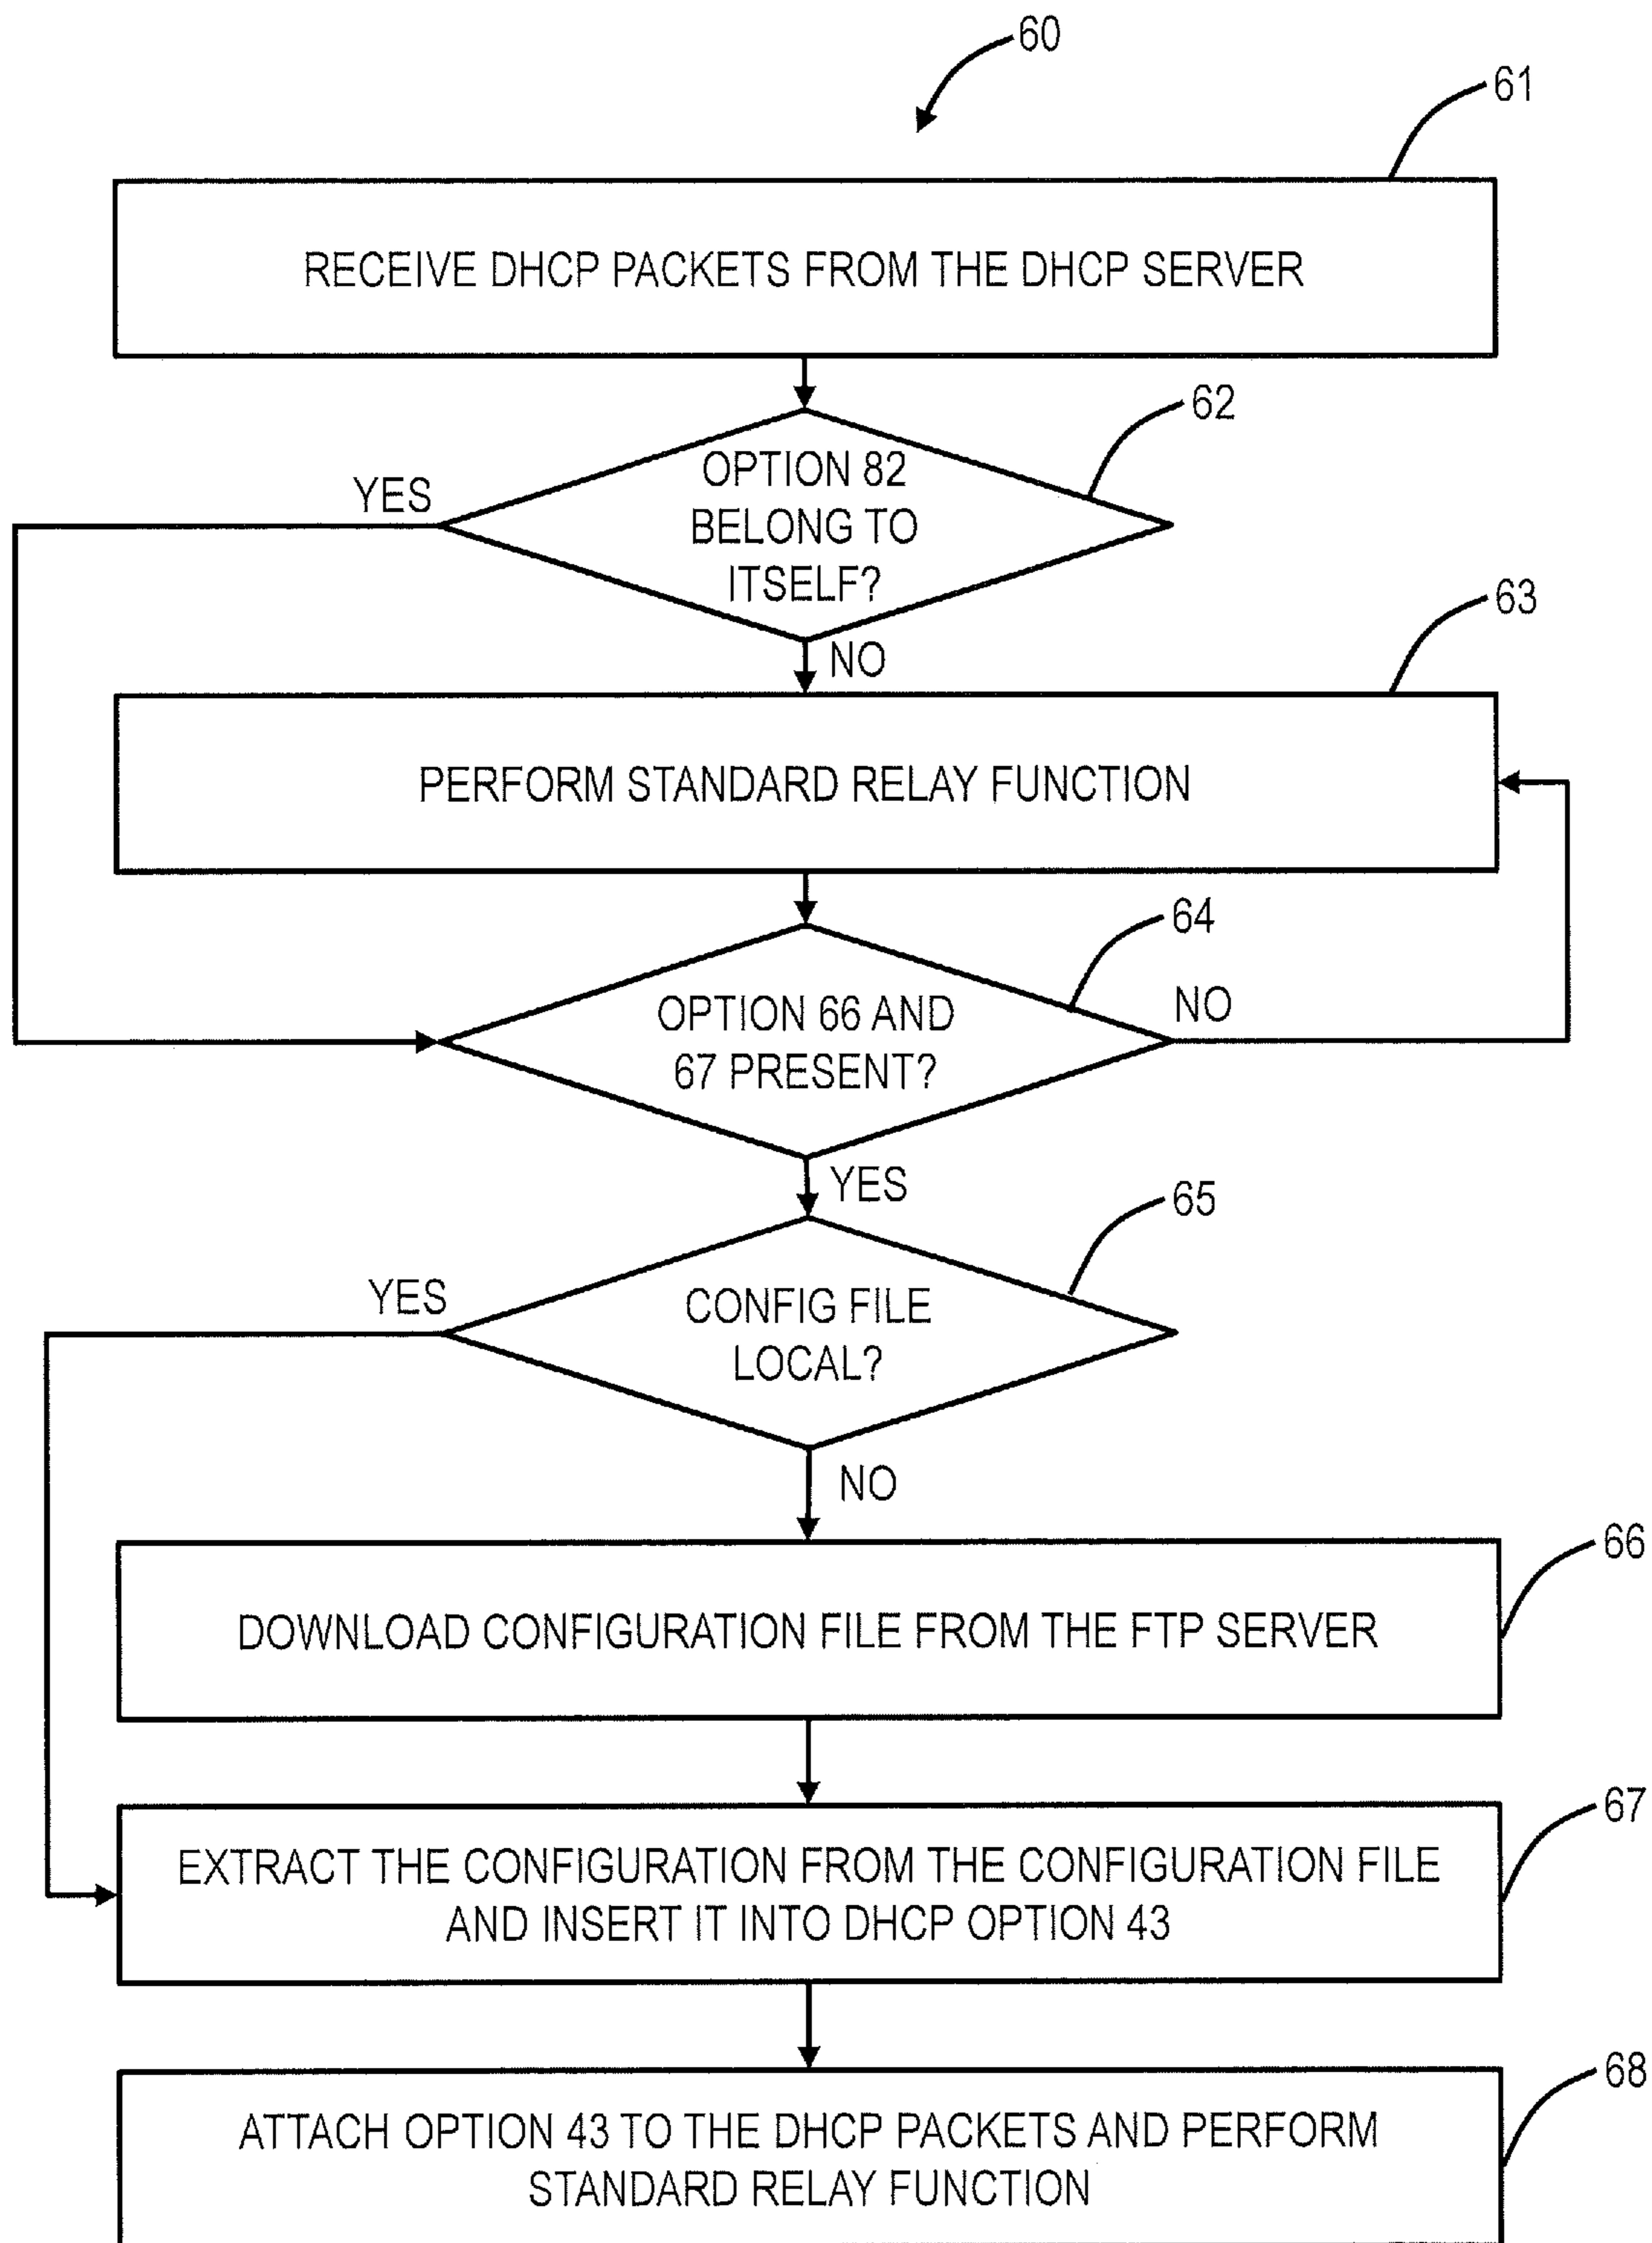 60
61
RECEIVE DHCP PACKETS FROM THE DHCP SERVER
62
OPTION 82
BELONG TO
ITSELF?
YES
NO
63
PERFORM STANDARD RELAY FUNCTION
64
OPTION 66 AND
67 PRESENT?
NO
YES
65
CONFIG FILE
LOCAL?
YES
NO
66
DOWNLOAD CONFIGURATION FILE FROM THE FTP SERVER
67
EXTRACT THE CONFIGURATION FROM THE CONFIGURATION FILE
AND INSERT IT INTO DHCP OPTION 43
68
ATTACH OPTION 43 TO THE DHCP PACKETS AND PERFORM
STANDARD RELAY FUNCTION